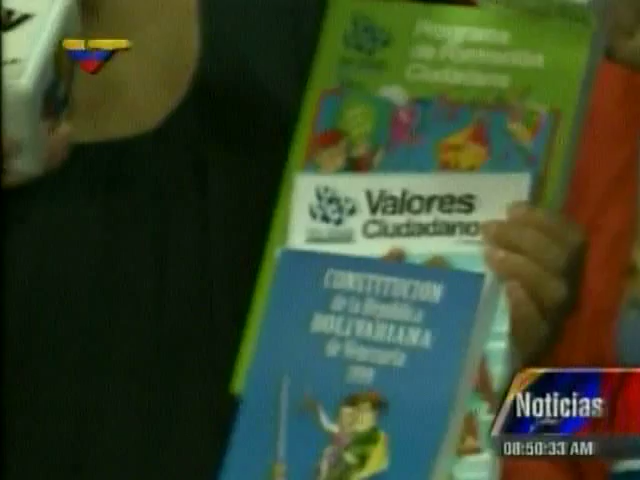 Programa
de Formación
Ciudadana
Valores
Ciudadanos
CONSTITUCION
de la República
BOLIVARIANA
de Venezuela
1999
Noticias
08:50:33 AM